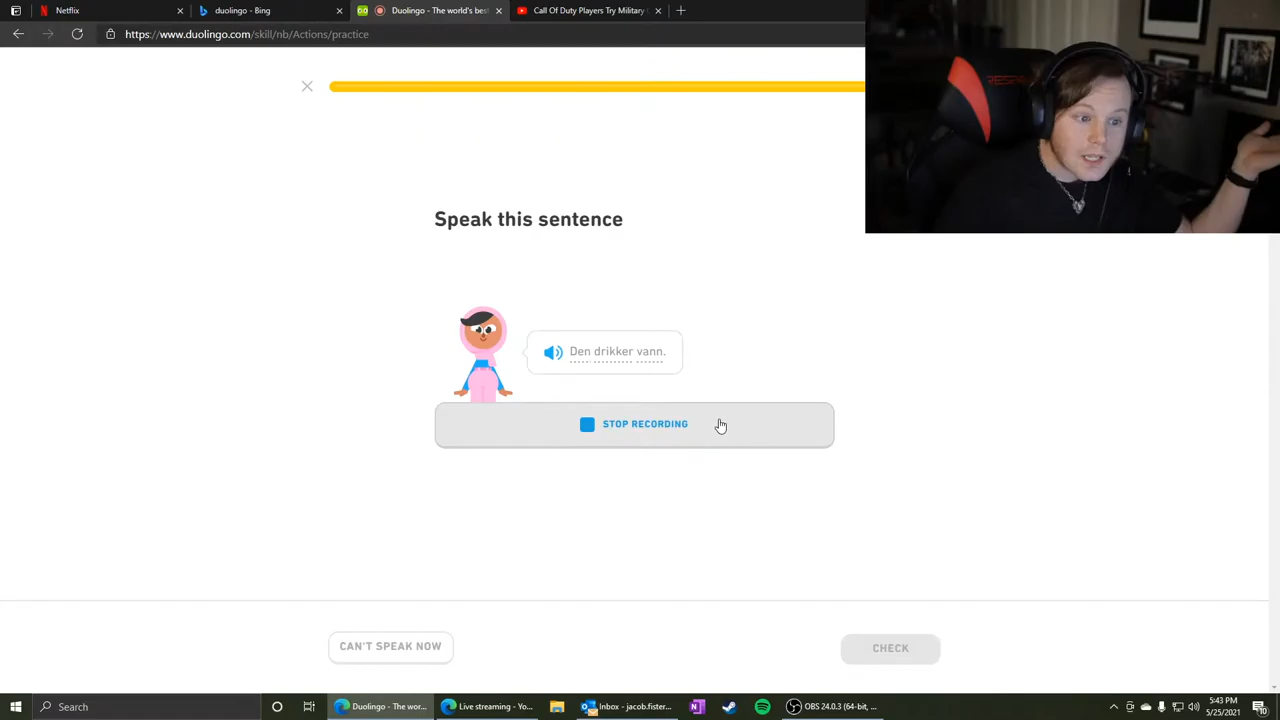 Netflix
duolingo - Bing
Duolingo - The world's best
Call Of Duty Players Try Military
https://www.duolingo.com/skill/nb/Actions/practice
Speak this sentence
Den drikker vann.
STOP RECORDING
CAN'T SPEAK NOW
CHECK
Search
Duolingo - The wor...
Live streaming - Yo...
Inbox - jacob.fister...
OBS 24.0.3 (64-bit, ...
5:43 PM
5/25/2021
10